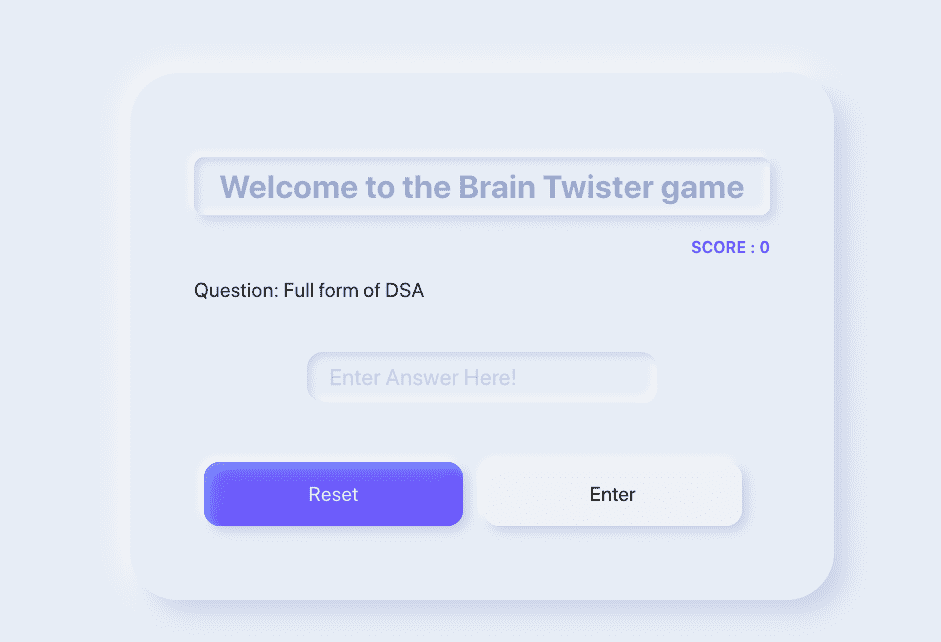 Welcome to the Brain Twister game
SCORE : 0
Question: Full form of DSA
Enter Answer Here!
Reset
Enter